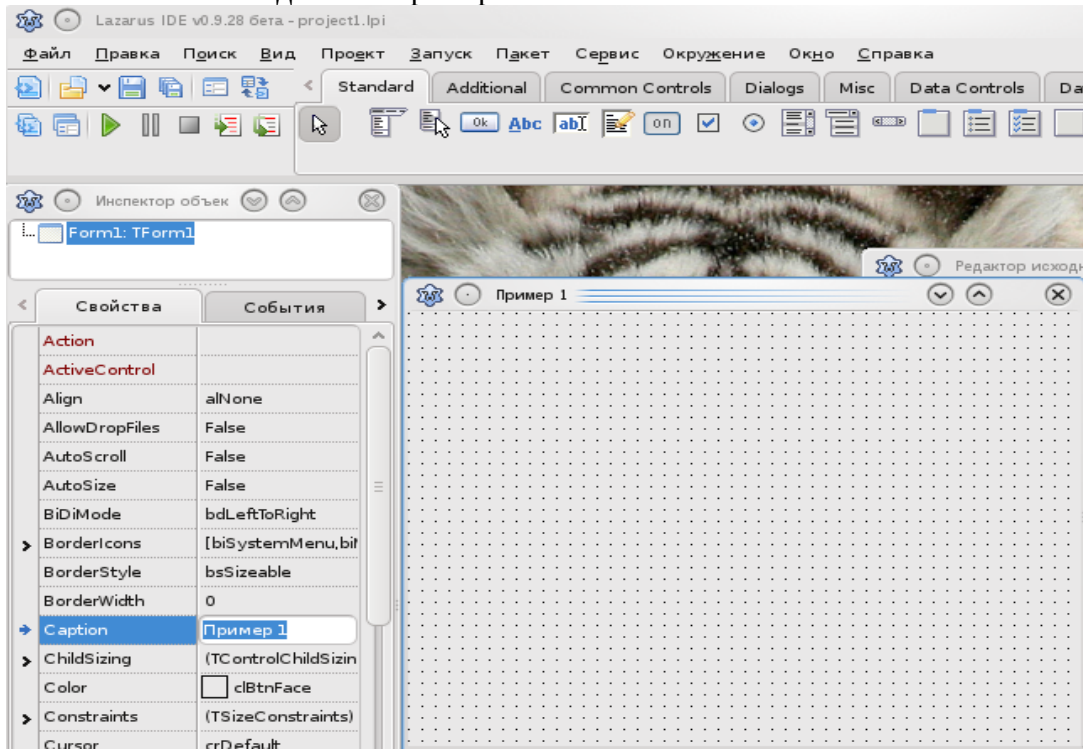 Lazarus IDE v0.9.28 бета - project1.lpi
Файл Правка Поиск Вид Проект Запуск Пакет Сервис Окружение Окно Справка
Standard Additional Common Controls Dialogs Misc Data Controls Da
Ok Abc abI on
Инспектор объек
Form1: TForm1
Редактор исходн
Пример 1
Свойства События
Action
ActiveControl
Align alNone
AllowDropFiles False
AutoScroll False
AutoSize False
BiDiMode bdLeftToRight
BorderIcons [biSystemMenu,biM
BorderStyle bsSizeable
BorderWidth 0
Caption Пример 1
ChildSizing (TControlChildSizin
Color clBtnFace
Constraints (TSizeConstraints)
Cursor crDefault